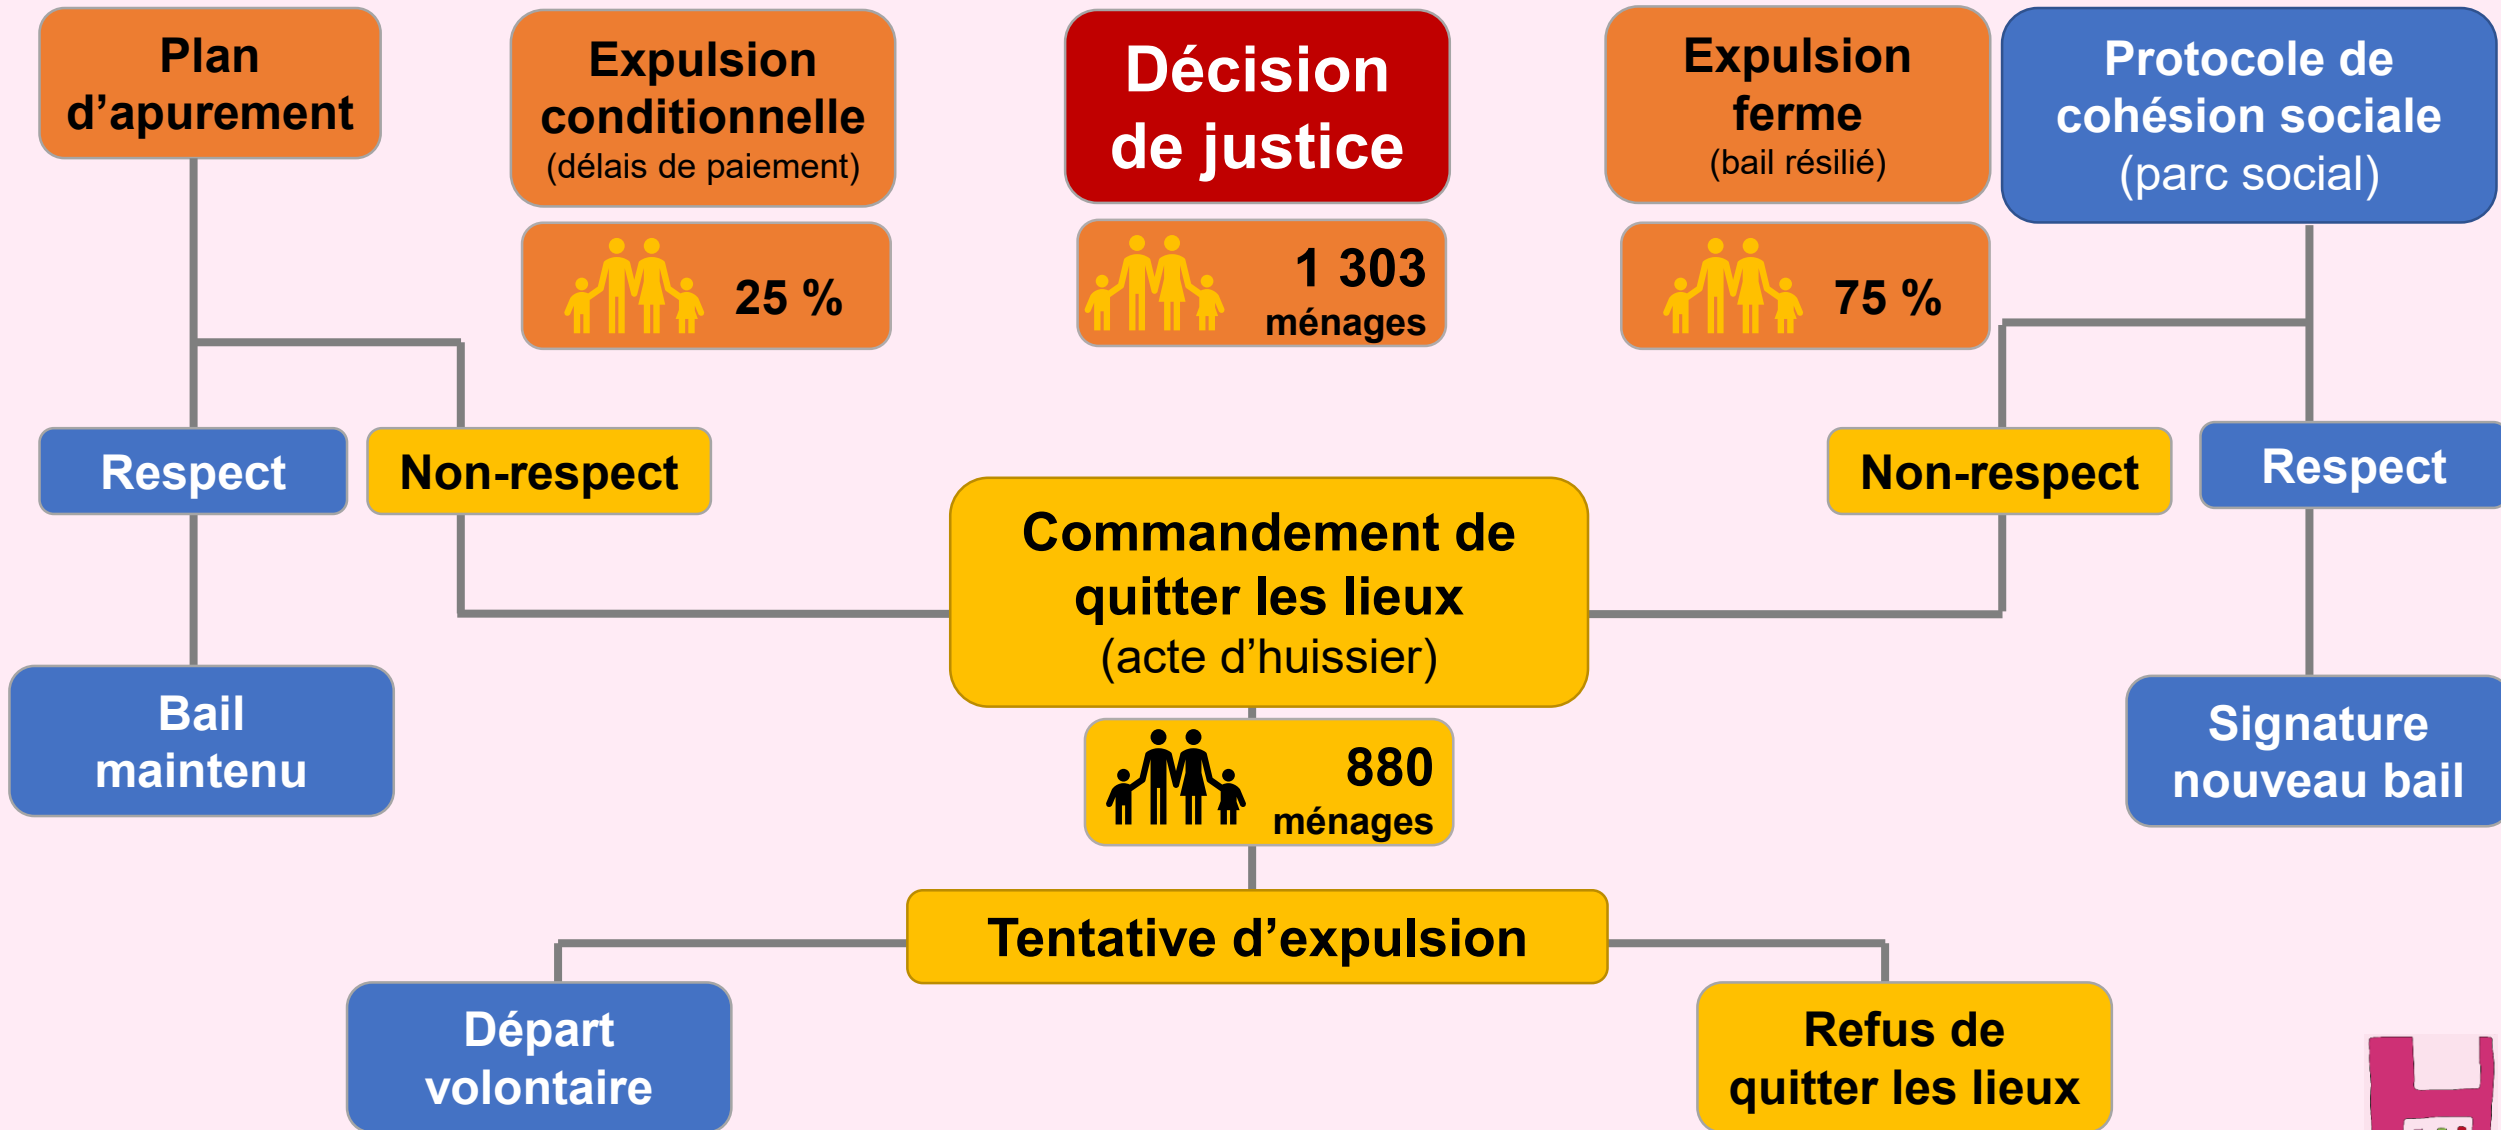 Plan
d’apurement
Expulsion
conditionnelle
(délais de paiement)
25 %
Décision
de justice
1 303
ménages
Expulsion
ferme
(bail résilié)
75 %
Protocole de
cohésion sociale
(parc social)
Respect
Non-respect
Non-respect
Respect
Commandement de
quitter les lieux
(acte d’huissier)
880
ménages
Bail
maintenu
Signature
nouveau bail
Tentative d’expulsion
Départ
volontaire
Refus de
quitter les lieux